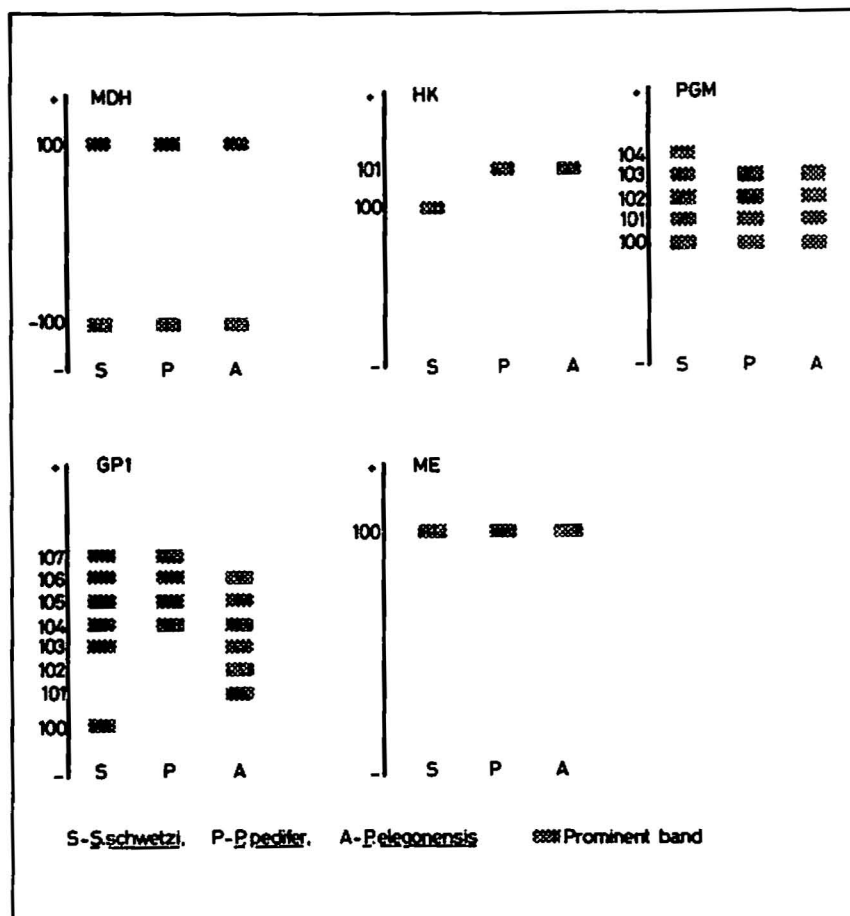 + MDH
100
-100
-
S P A
+ HK
101
100
-
S P A
+ PGM
104
103
102
101
100
-
S P A
+ GP1
107
106
105
104
103
102
101
100
-
S P A
+ ME
100
-
S P A
S-S.schwetzi, P-P.pedifer, A-P.elegonensis Prominent band